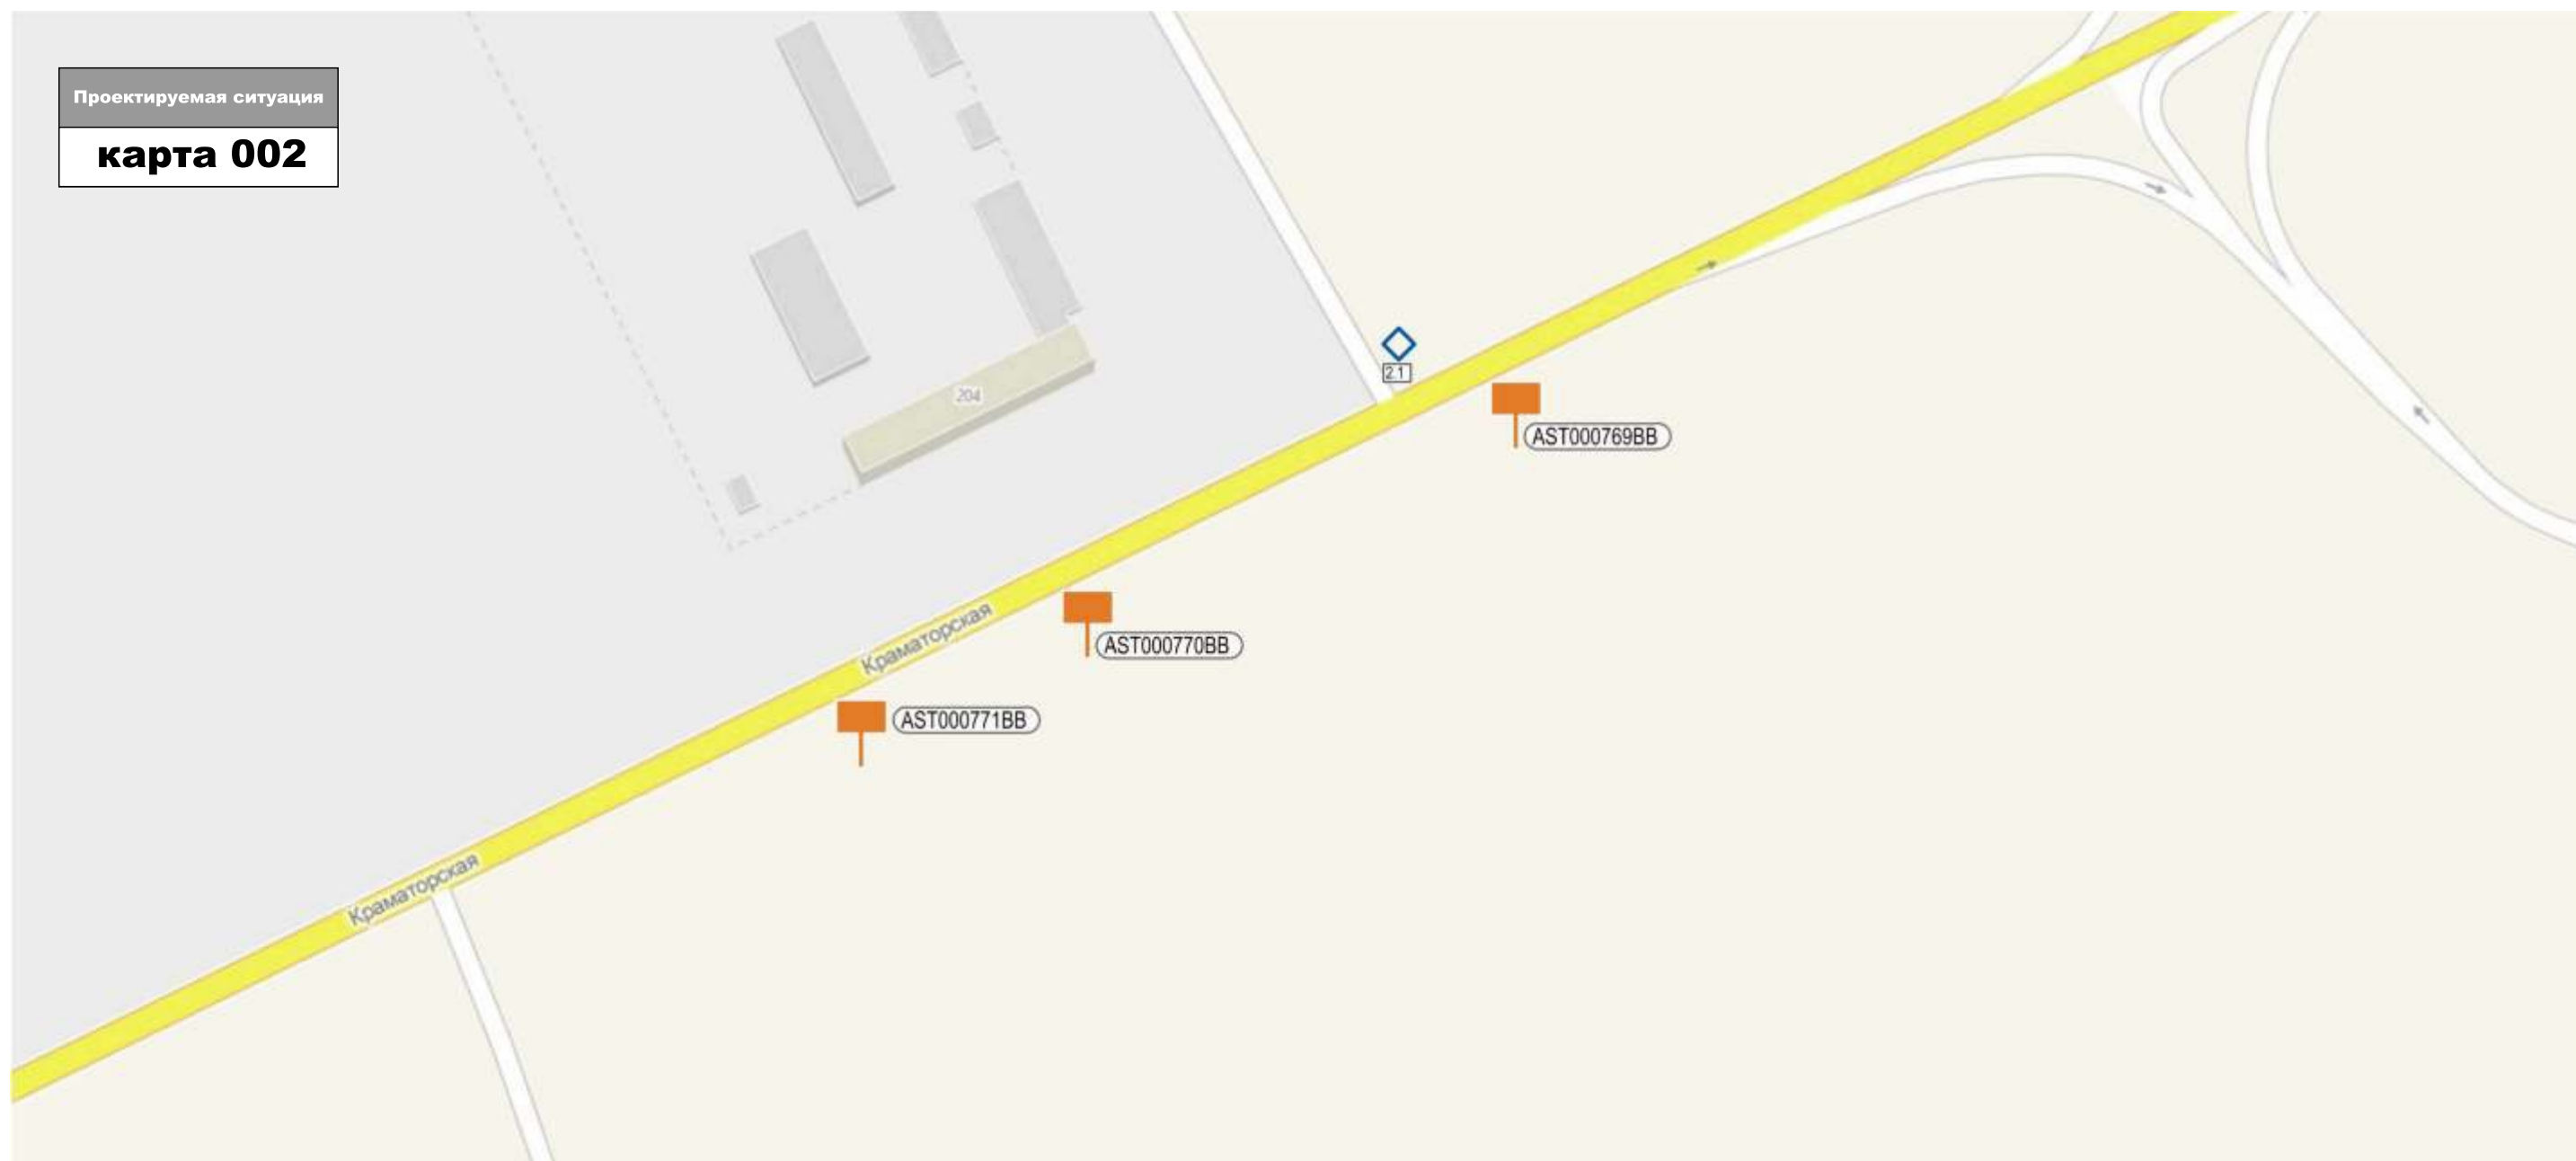 Проектируемая ситуация
карта 002
204
2.1
AST000769BB
Краматорская
AST000770BB
AST000771BB
Краматорская